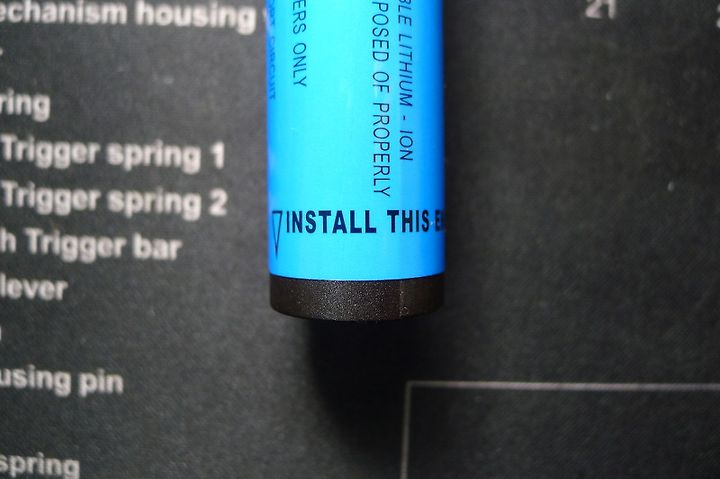 echanism housing
21
ring
Trigger spring 1
Trigger spring 2
h Trigger bar
lever
using pin
spring
ERS ONLY
CIRCUIT
BLE LITHIUM - ION
POSED OF PROPERLY
INSTALL THIS